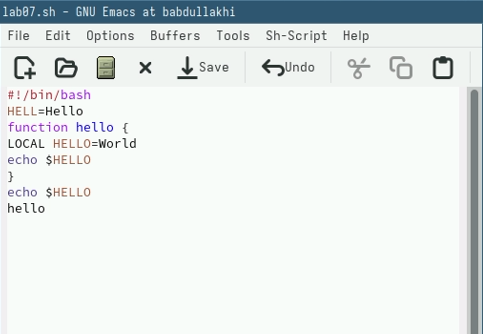 lab07.sh - GNU Emacs at babdullakhi
File Edit Options Buffers Tools Sh-Script Help
Save Undo
#!/bin/bash
HELL=Hello
function hello {
LOCAL HELLO=World
echo $HELLO
}
echo $HELLO
hello